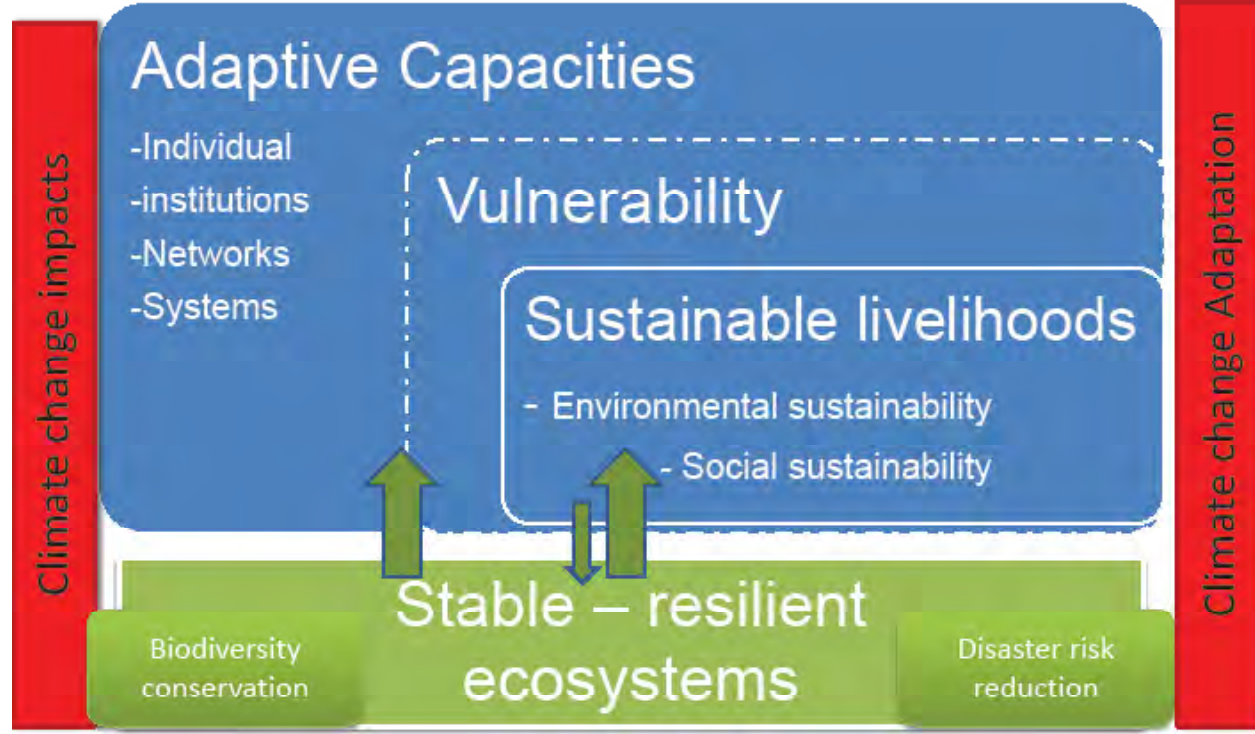 Climate change impacts
Adaptive Capacities
-Individual
-institutions
-Networks
-Systems
Vulnerability
Sustainable livelihoods
- Environmental sustainability
- Social sustainability
Stable – resilient
ecosystems
Biodiversity
conservation
Disaster risk
reduction
Climate change Adaptation